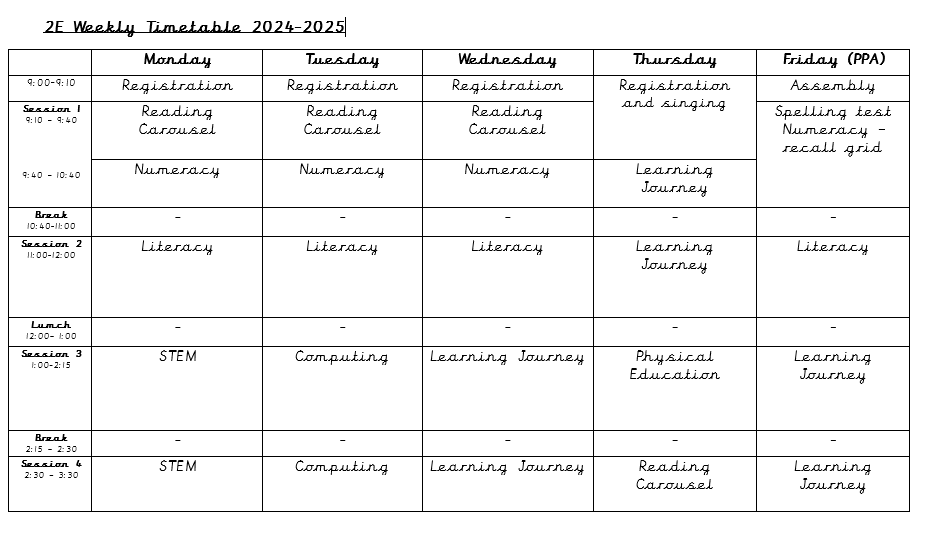 2E Weekly Timetable 2024-2025
Monday Tuesday Wednesday Thursday Friday (PPA)
9:00-9:10 Registration Registration Registration Registration Assembly
and singing
Session 1 Reading Reading Reading Spelling test
9:10 - 9:40 Carousel Carousel Carousel Numeracy -
recall grid
9:40 - 10:40 Numeracy Numeracy Numeracy Learning
Journey
Break - - - - -
10:40-11:00
Session 2 Literacy Literacy Literacy Learning Literacy
11:00-12:00 Journey
Lunch - - - - -
12:00- 1:00
Session 3 STEM Computing Learning Journey Physical Learning
1:00-2:15 Education Journey
Break - - - - -
2:15 - 2:30
Session 4 STEM Computing Learning Journey Reading Learning
2:30 - 3:30 Carousel Journey